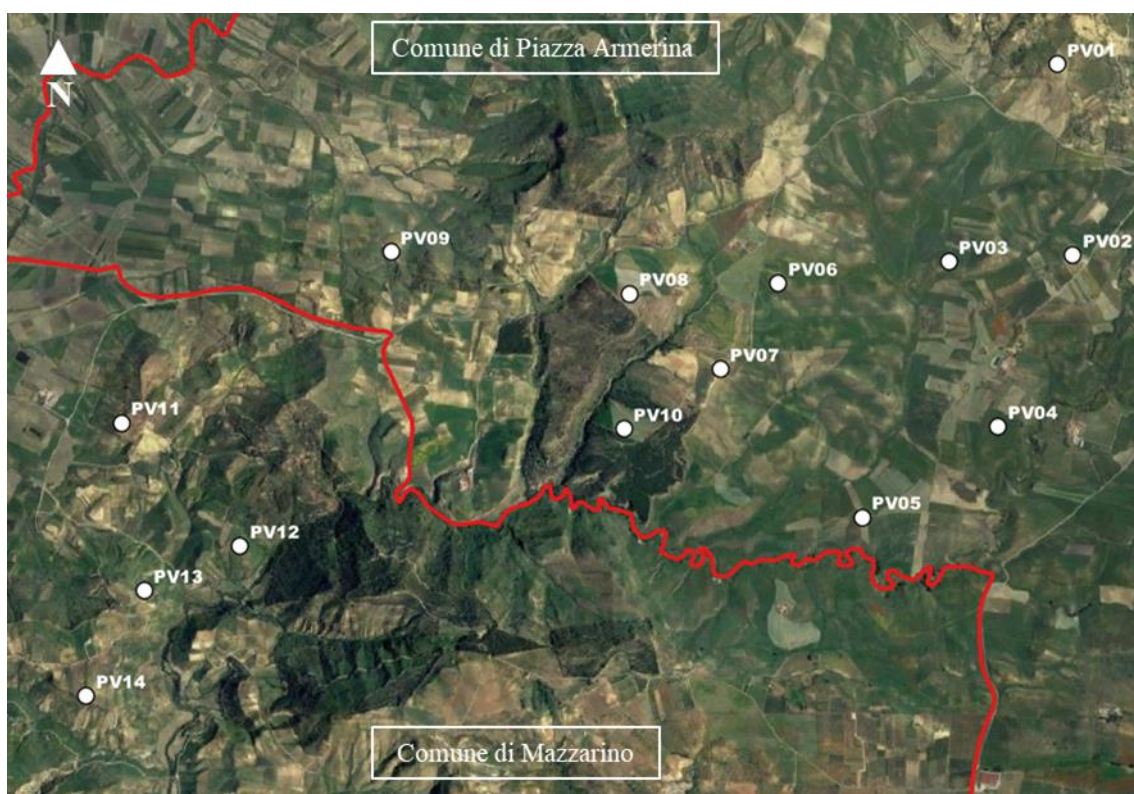 Comune di Piazza Armerina
N
PV01
PV02
PV03
PV09
PV06
PV08
PV07
PV11
PV10
PV04
PV05
PV12
PV13
PV14
Comune di Mazzarino